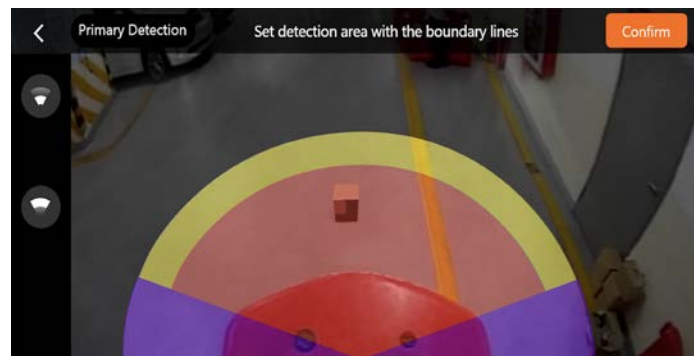 Primary Detection
Set detection area with the boundary lines
Confirm